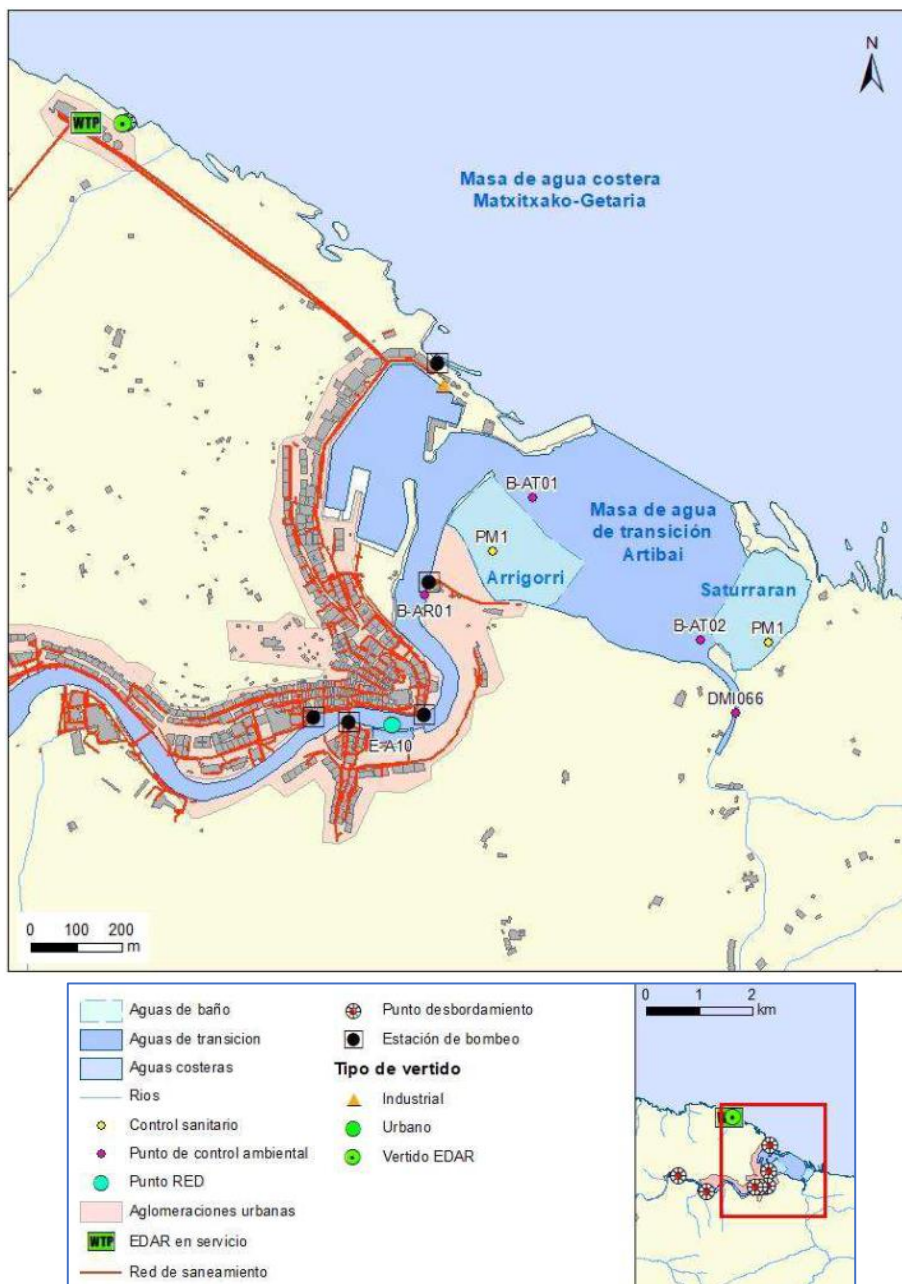 N
WTP
Masa de agua costera
Matxitxako-Getaria
B-AT01
Masa de agua
de transición
Artibai
PM1
Arrigorri
Saturraran
B-AR01
B-AT02
PM1
DMI066
E-A10
0 100 200
m
Aguas de baño
Aguas de transicion
Aguas costeras
Rios
Control sanitario
Punto de control ambiental
Punto RED
Aglomeraciones urbanas
WTP EDAR en servicio
Red de saneamiento
Punto desbordamiento
Estación de bombeo
Tipo de vertido
Industrial
Urbano
Vertido EDAR
0 1 2
km